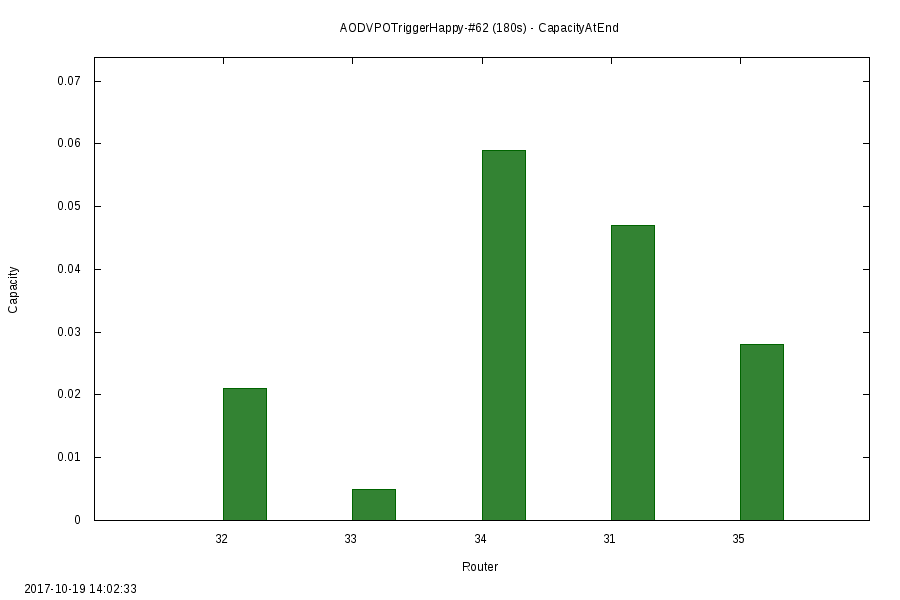 AODVPOTriggerHappy-#62 (180s) - CapacityAtEnd
0.07
0.06
0.05
0.04
0.03
0.02
0.01
0
Capacity
32 33 34 31 35
Router
2017-10-19 14:02:33